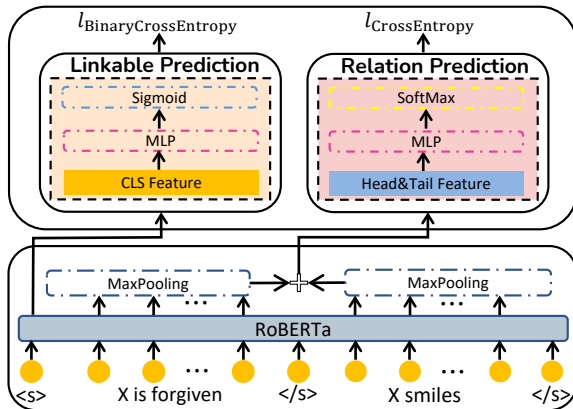 l_BinaryCrossEntropy l_CrossEntropy
Linkable Prediction Relation Prediction
Sigmoid SoftMax
MLP MLP
CLS Feature Head&Tail Feature
MaxPooling MaxPooling
... ...
RoBERTa
... ...
<s> X is forgiven </s> X smiles </s>